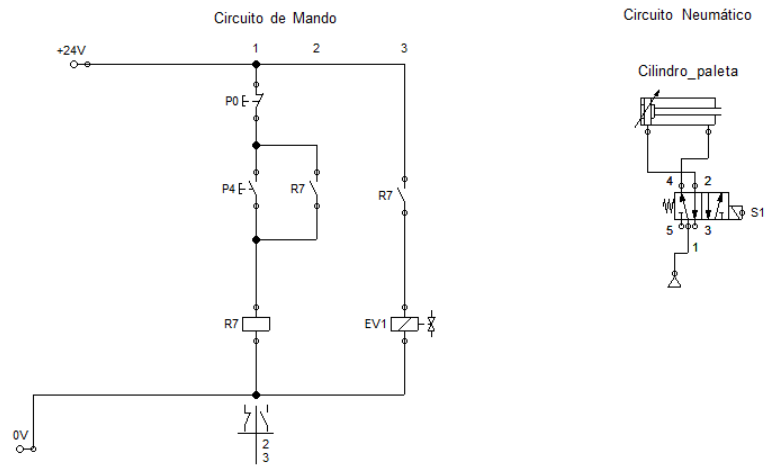 Circuito de Mando
Circuito Neumático
+24V
1
2
3
P0
P4
R7
R7
R7
EV1
0V
2
3
Cilindro_paleta
4
2
S1
5
3
1